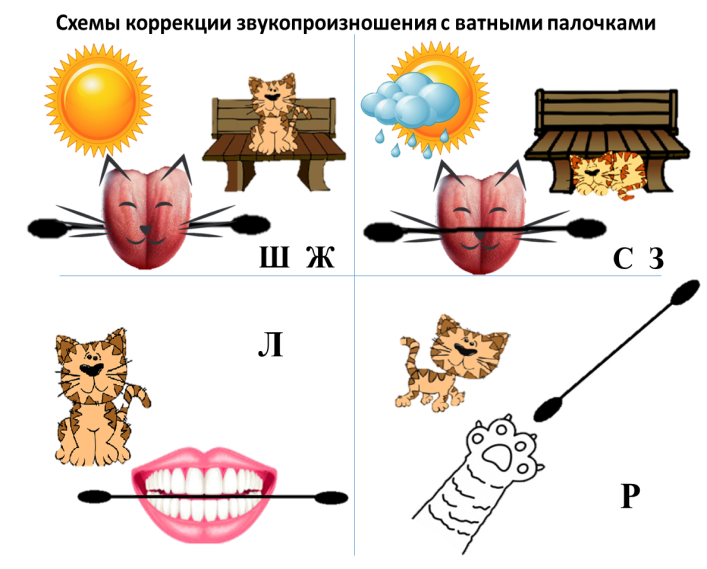 Схемы коррекции звукопроизношения с ватными палочками
Ш Ж
С З
Л
Р